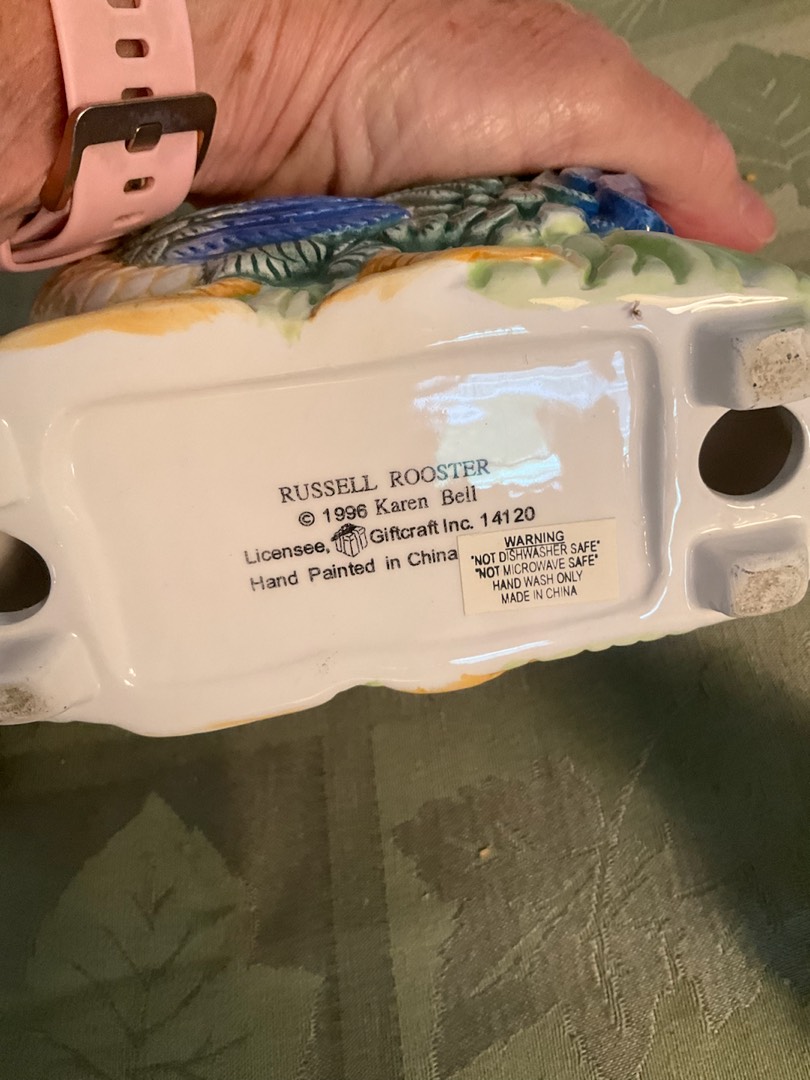 RUSSELL ROOSTER
© 1996 Karen Bell
Licensee, Giftcraft Inc. 14120
Hand Painted in China
WARNING
"NOT DISHWASHER SAFE"
"NOT MICROWAVE SAFE"
HAND WASH ONLY
MADE IN CHINA